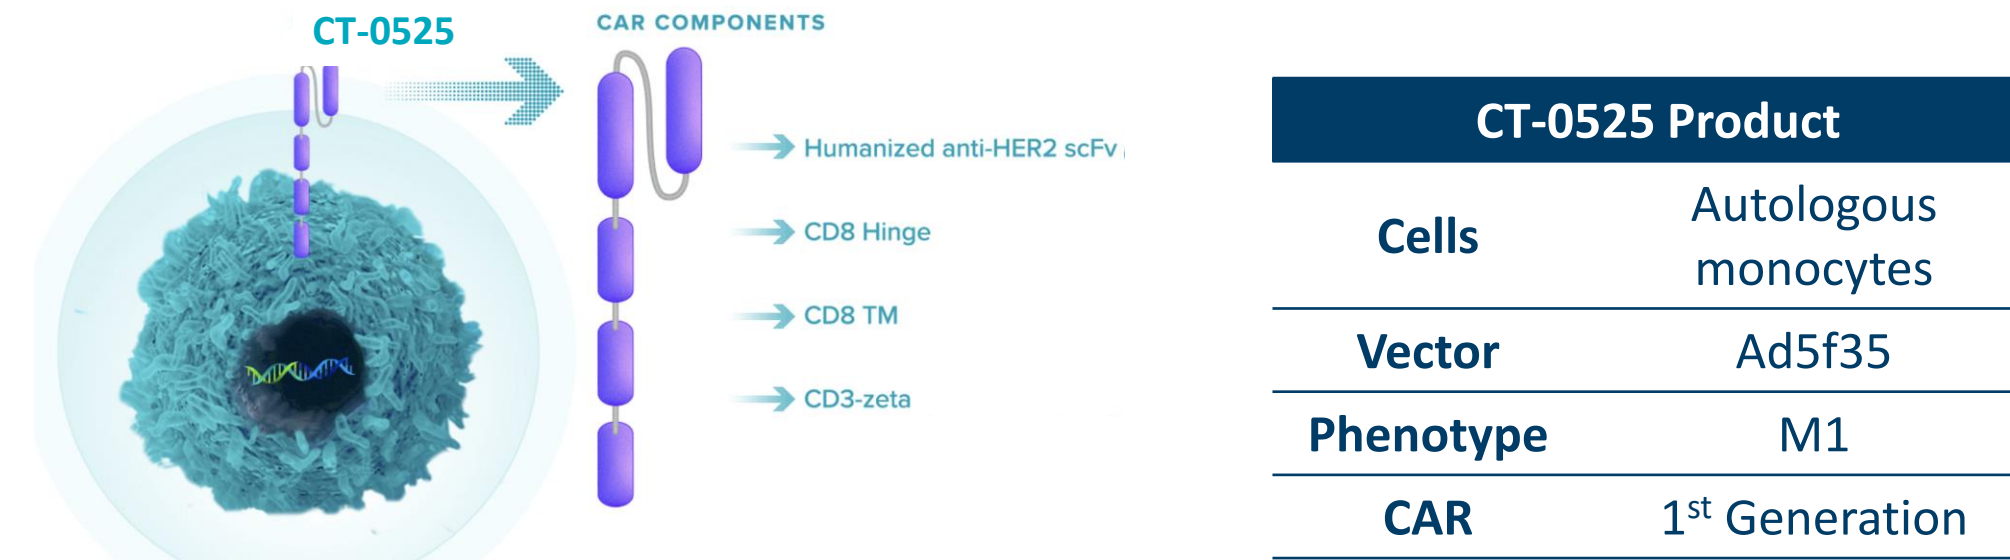 CT-0525
CAR COMPONENTS
Humanized anti-HER2 scFv
CD8 Hinge
CD8 TM
CD3-zeta
CT-0525 Product
Cells
Autologous
monocytes
Vector Ad5f35
Phenotype M1
CAR 1st Generation